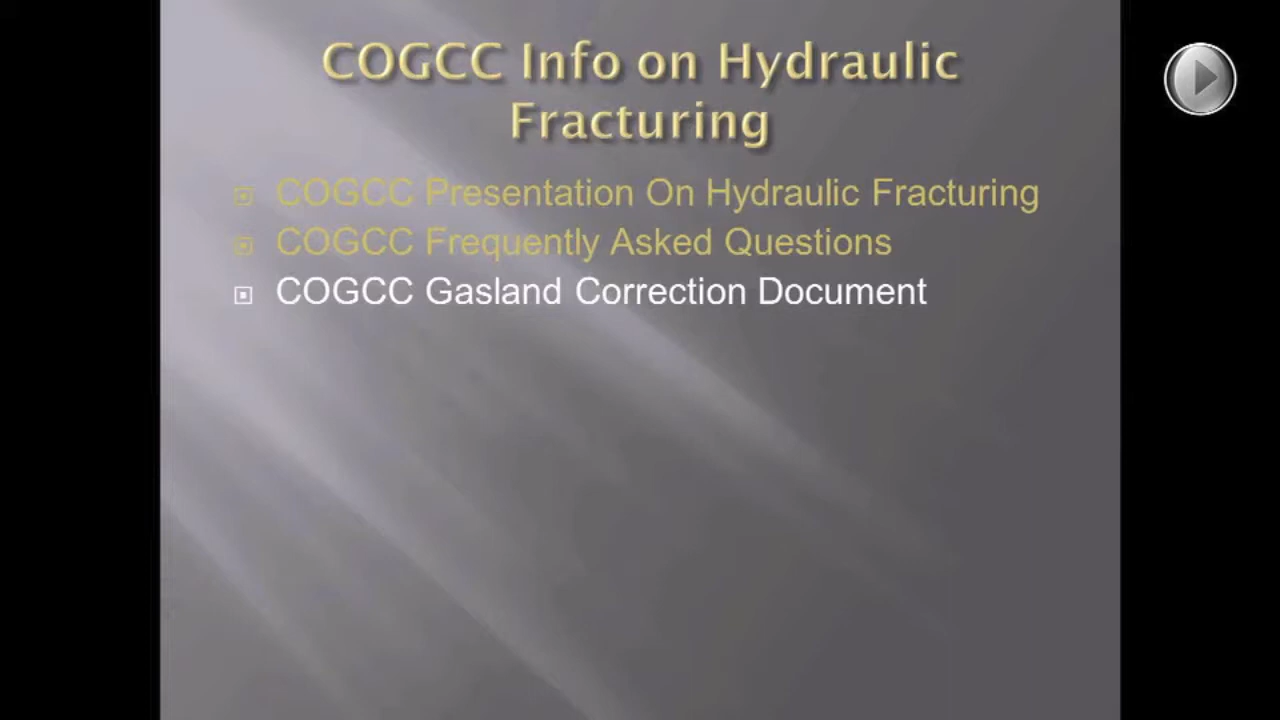 COGCC Info on Hydraulic
Fracturing
COGCC Presentation On Hydraulic Fracturing
COGCC Frequently Asked Questions
COGCC Gasland Correction Document